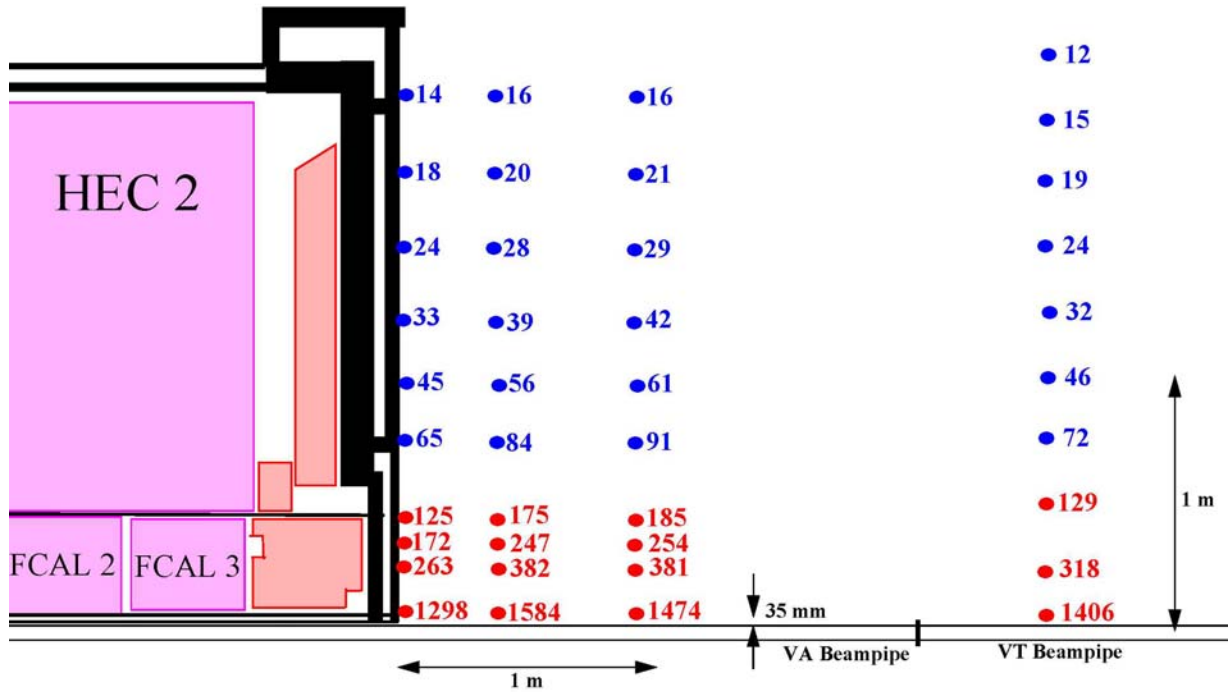 12
14 16 16
15
18 20 21
19
HEC 2
24 28 29
24
33 39 42
32
45 56 61
46
65 84 91
72
129
125 175 185
1 m
172 247 254
FCAL 2 FCAL 3
263 382 381
318
1298 1584 1474
35 mm
1406
VA Beampipe VT Beampipe
1 m